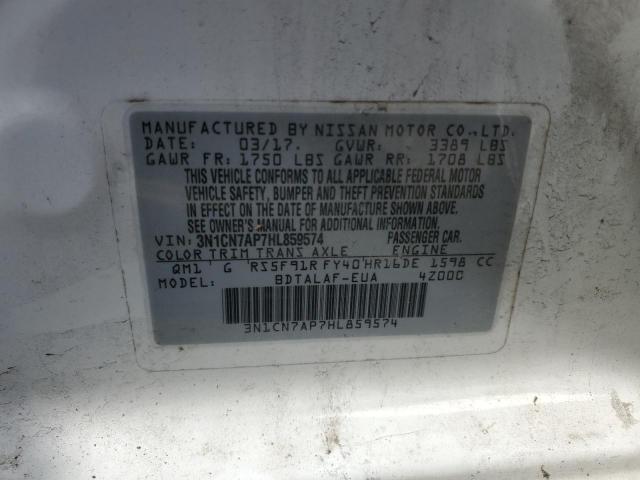 MANUFACTURED BY NISSAN MOTOR CO.,LTD.
DATE: 03/17. GVWR: 3389 LBS
GAWR FR: 1750 LBS GAWR RR: 1708 LBS
THIS VEHICLE CONFORMS TO ALL APPLICABLE FEDERAL MOTOR
VEHICLE SAFETY, BUMPER AND THEFT PREVENTION STANDARDS
IN EFFECT ON THE DATE OF MANUFACTURE SHOWN ABOVE.
SEE OWNER'S MANUAL FOR ADDITIONAL INFORMATION.
VIN: 3N1CN7AP7HL859574 PASSENGER CAR.
COLOR TRIM TRANS AXLE ENGINE
QM1 G RS5F91R FY40 HR16DE 1598 CC
MODEL: BDTALAF-EUA 4Z000
3N1CN7AP7HL859574